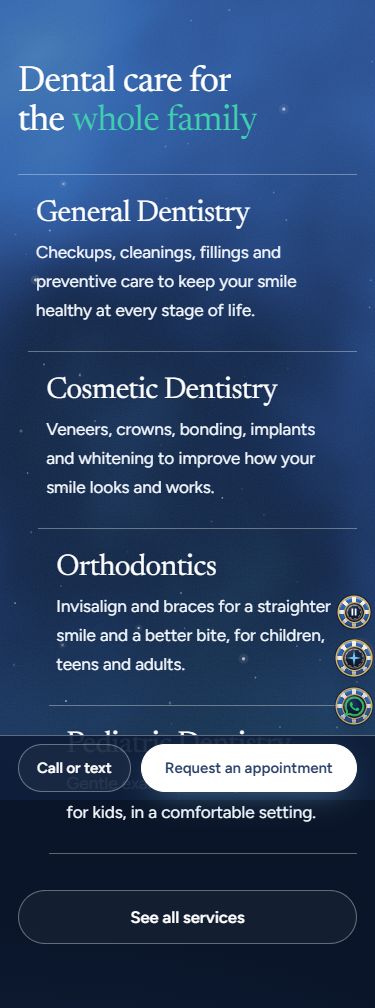 Dental care for
the whole family
General Dentistry
Checkups, cleanings, fillings and
preventive care to keep your smile
healthy at every stage of life.
Cosmetic Dentistry
Veneers, crowns, bonding, implants
and whitening to improve how your
smile looks and works.
Orthodontics
Invisalign and braces for a straighter
smile and a better bite, for children,
teens and adults.
Pediatric Dentistry
Call or text
Request an appointment
Gentle
for kids, in a comfortable setting.
See all services